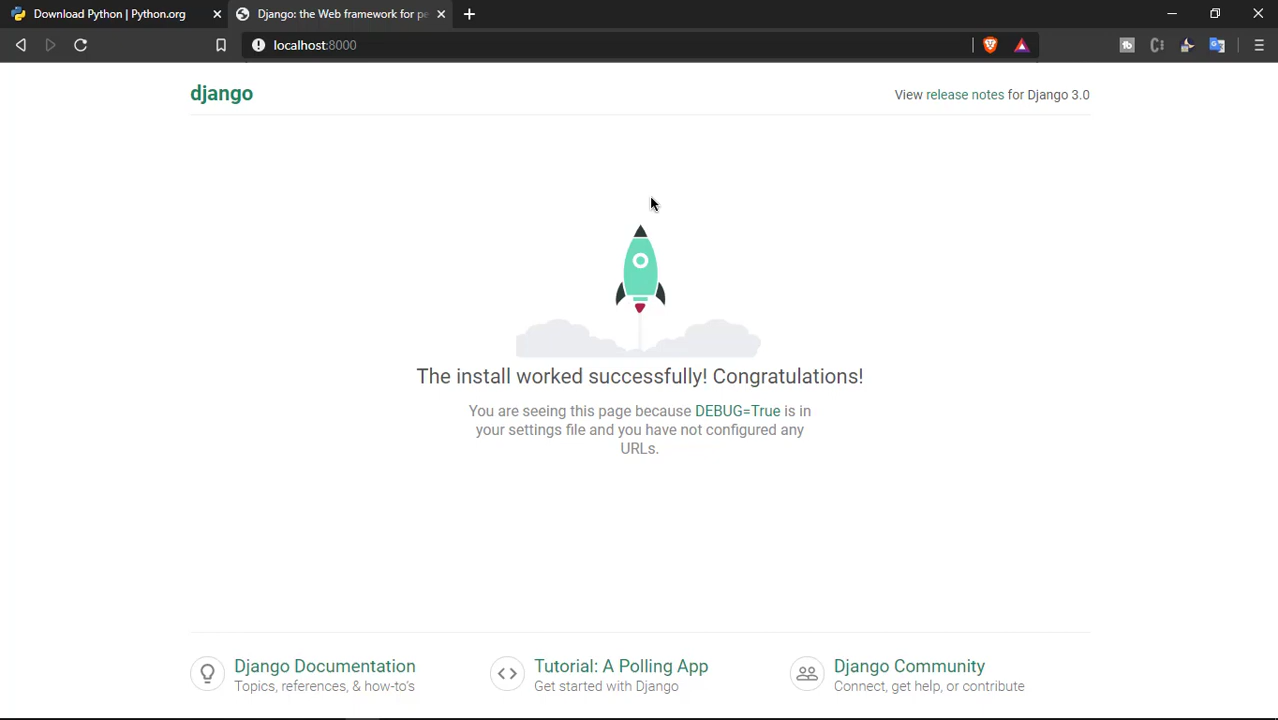 Download Python | Python.org
Django: the Web framework for pe
localhost:8000
django
View release notes for Django 3.0
The install worked successfully! Congratulations!
You are seeing this page because DEBUG=True is in
your settings file and you have not configured any
URLs.
Django Documentation
Topics, references, & how-to's
Tutorial: A Polling App
Get started with Django
Django Community
Connect, get help, or contribute